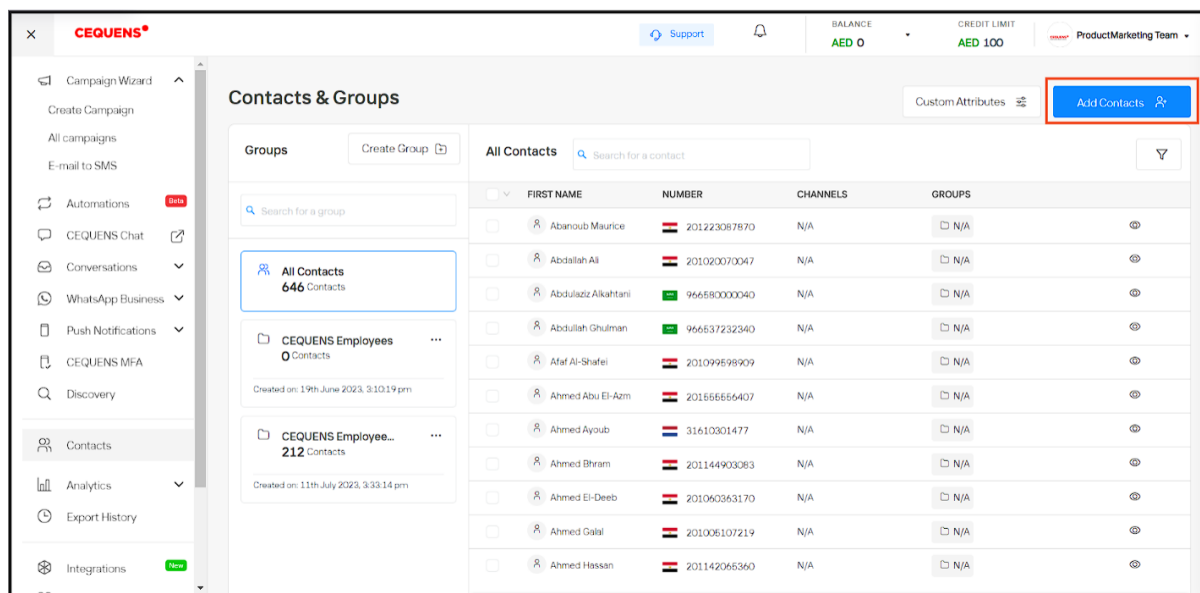 CEQUENS
Support
BALANCE
AED 0
CREDIT LIMIT
AED 100
ProductMarketing Team
Campaign Wizard
Create Campaign
All campaigns
E-mail to SMS
Automations Beta
CEQUENS Chat
Conversations
WhatsApp Business
Push Notifications
CEQUENS MFA
Discovery
Contacts
Analytics
Export History
Integrations New
Contacts & Groups
Custom Attributes
Add Contacts
Groups
Create Group
Search for a group
All Contacts
646 Contacts
CEQUENS Employees
0 Contacts
Created on: 19th June 2023, 3:10:19 pm
CEQUENS Employee...
212 Contacts
Created on: 11th July 2023, 3:33:14 pm
All Contacts
Search for a contact
FIRST NAME NUMBER CHANNELS GROUPS
Abanoub Maurice 201223087870 N/A N/A
Abdallah Ali 201020070047 N/A N/A
Abdulaziz Alkahtani 966580000040 N/A N/A
Abdullah Ghulman 966537232340 N/A N/A
Afaf Al-Shafei 201099598909 N/A N/A
Ahmed Abu El-Azm 201555556407 N/A N/A
Ahmed Ayoub 31610301477 N/A N/A
Ahmed Bhram 201144903083 N/A N/A
Ahmed El-Deeb 201060363170 N/A N/A
Ahmed Galal 201005107219 N/A N/A
Ahmed Hassan 201142065360 N/A N/A